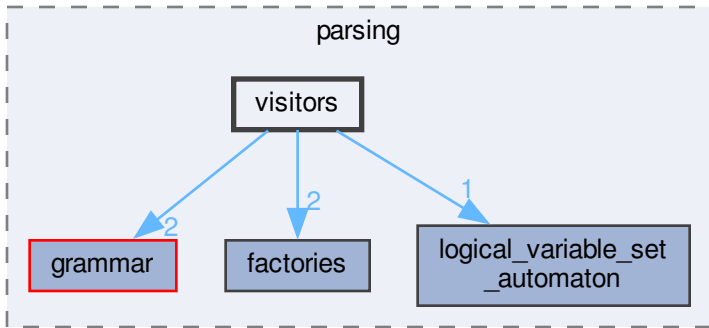 parsing
visitors
1
2
2
grammar
factories
logical_variable_set
_automaton